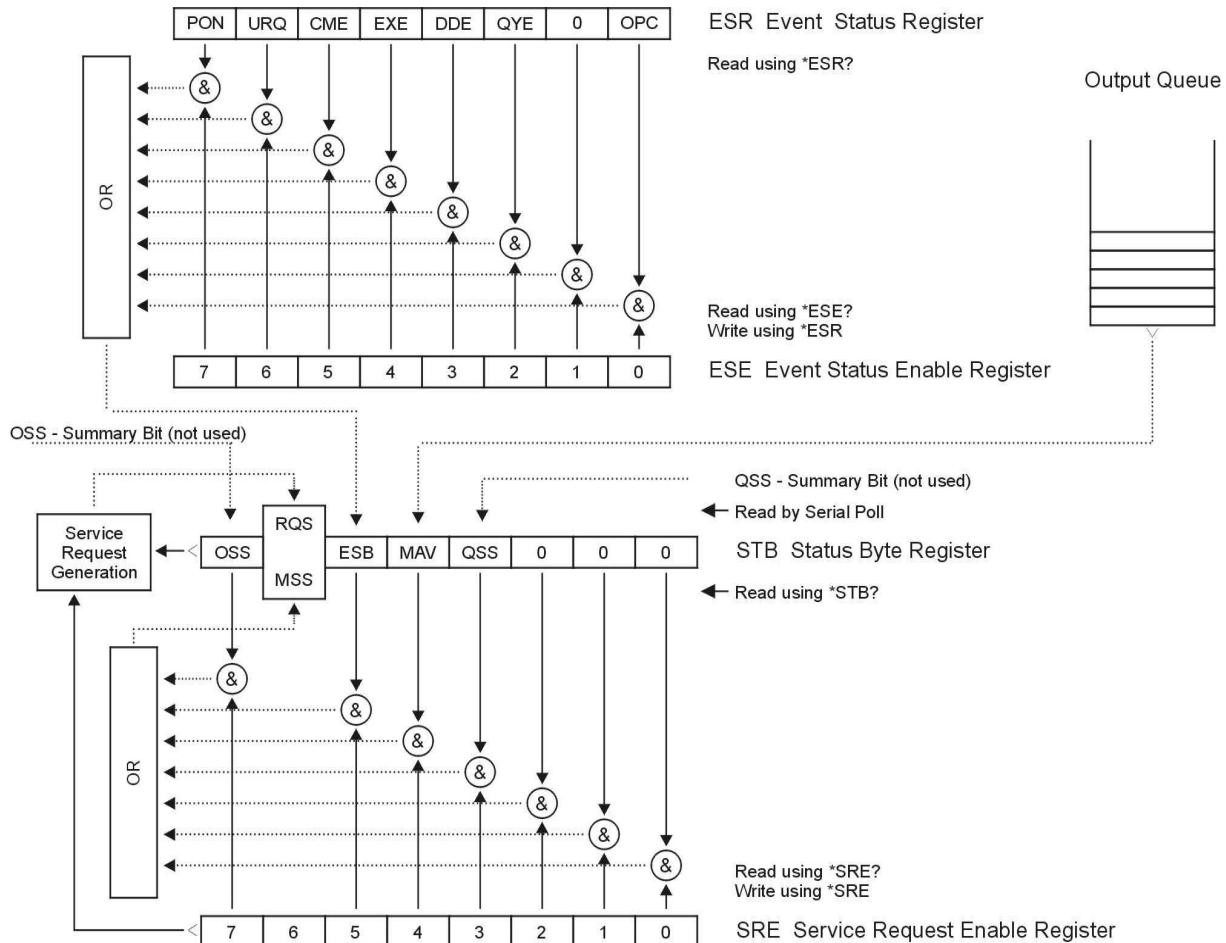 PON URQ CME EXE DDE QYE 0 OPC
ESR Event Status Register
Read using *ESR?
Output Queue
&
&
&
&
&
&
&
&
OR
Read using *ESE?
Write using *ESR
7 6 5 4 3 2 1 0
ESE Event Status Enable Register
OSS - Summary Bit (not used)
QSS - Summary Bit (not used)
Read by Serial Poll
Service
Request
Generation
OSS
RQS
MSS
ESB MAV QSS 0 0 0
STB Status Byte Register
Read using *STB?
&
&
&
&
&
&
&
OR
Read using *SRE?
Write using *SRE
7 6 5 4 3 2 1 0
SRE Service Request Enable Register